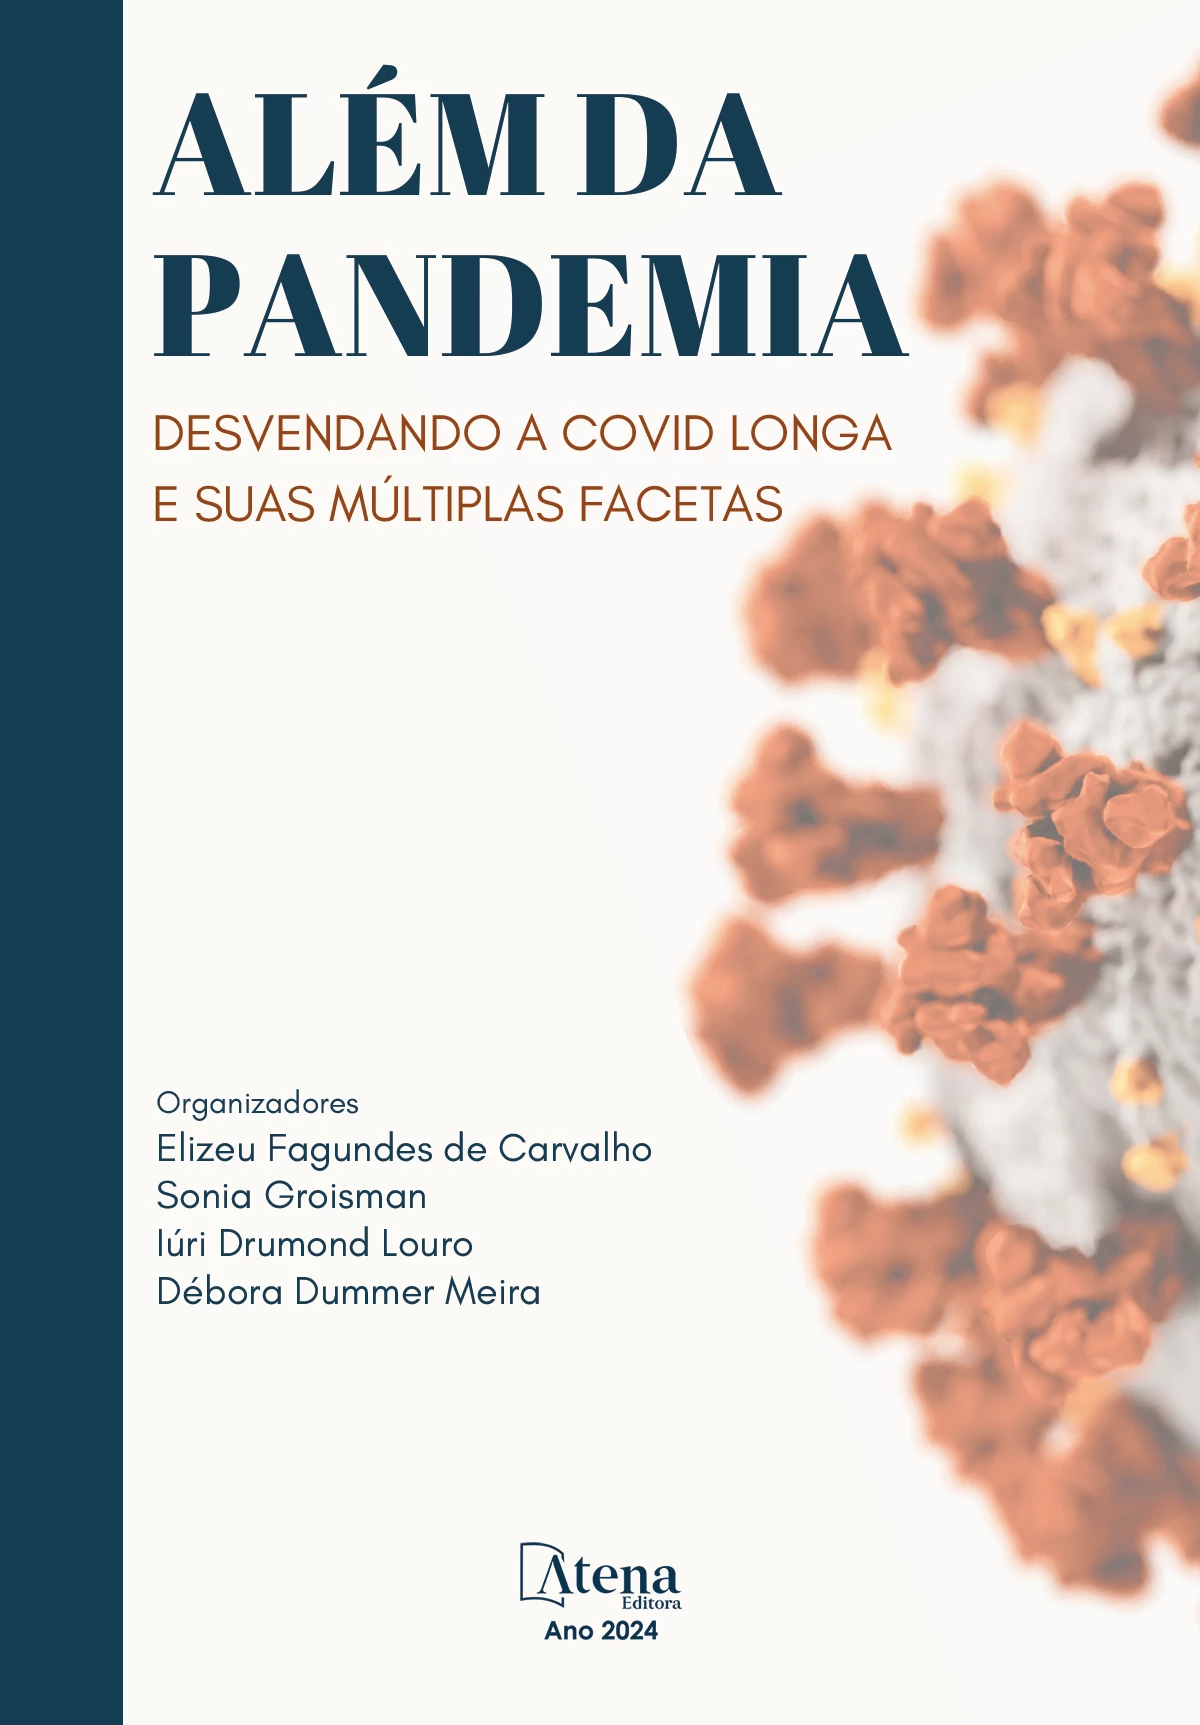 ALÉM DA
PANDEMIA
DESVENDANDO A COVID LONGA
E SUAS MÚLTIPLAS FACETAS
Organizadores
Elizeu Fagundes de Carvalho
Sonia Groisman
Iúri Drumond Louro
Débora Dummer Meira
Atena
Editora
Ano 2024